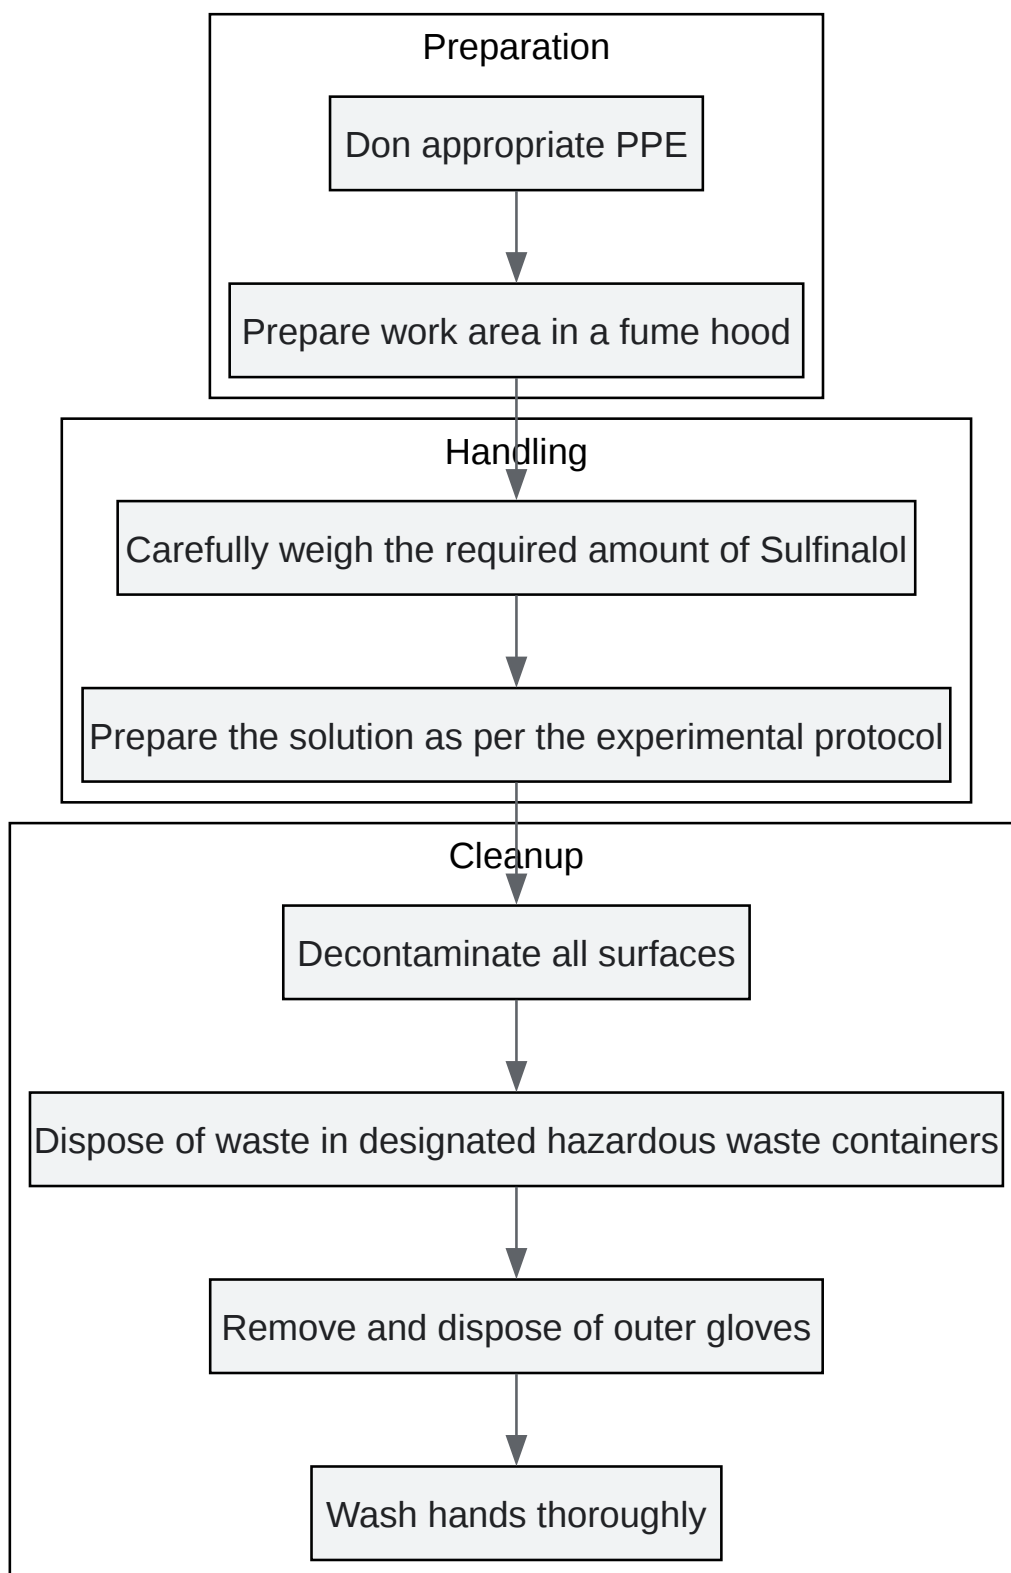 Preparation
Don appropriate PPE
Prepare work area in a fume hood
Handling
Carefully weigh the required amount of Sulfinalol
Prepare the solution as per the experimental protocol
Cleanup
Decontaminate all surfaces
Dispose of waste in designated hazardous waste containers
Remove and dispose of outer gloves
Wash hands thoroughly